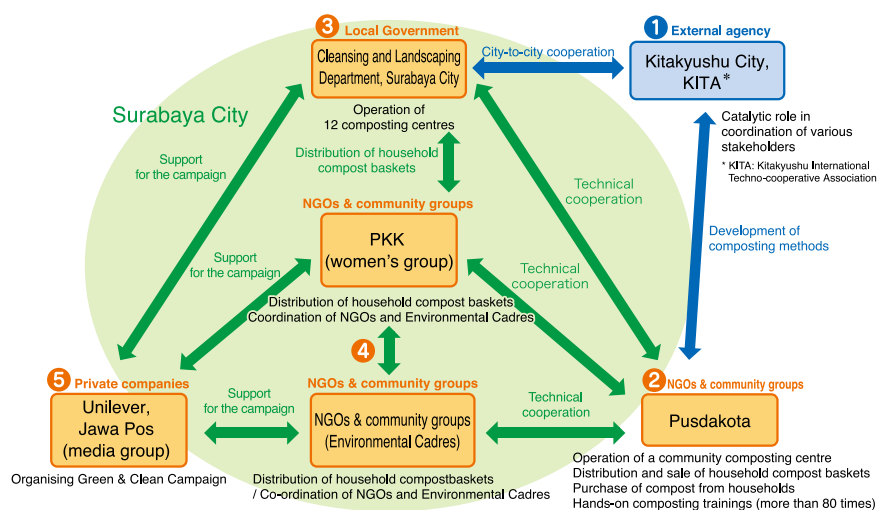 3 Local Government
Cleansing and Landscaping
Department, Surabaya City
Operation of
12 composting centres
City-to-city cooperation
1 External agency
Kitakyushu City,
KITA*
Catalytic role in
coordination of various
stakeholders
* KITA: Kitakyushu International
Techno-cooperative Association
Surabaya City
Support
for the campaign
Distribution of household
compost baskets
Technical
cooperation
Development of
composting methods
NGOs & community groups
PKK
(women's group)
Distribution of household compost baskets
Coordination of NGOs and Environmental Cadres
Support
for the campaign
Technical
cooperation
4
5 Private companies
Unilever,
Jawa Pos
(media group)
Organising Green & Clean Campaign
Support
for the campaign
NGOs & community groups
NGOs & community groups
(Environmental Cadres)
Distribution of household compostbaskets
/ Co-ordination of NGOs and Environmental Cadres
Technical
cooperation
2 NGOs & community groups
Pusdakota
Operation of a community composting centre
Distribution and sale of household compost baskets
Purchase of compost from households
Hands-on composting trainings (more than 80 times)